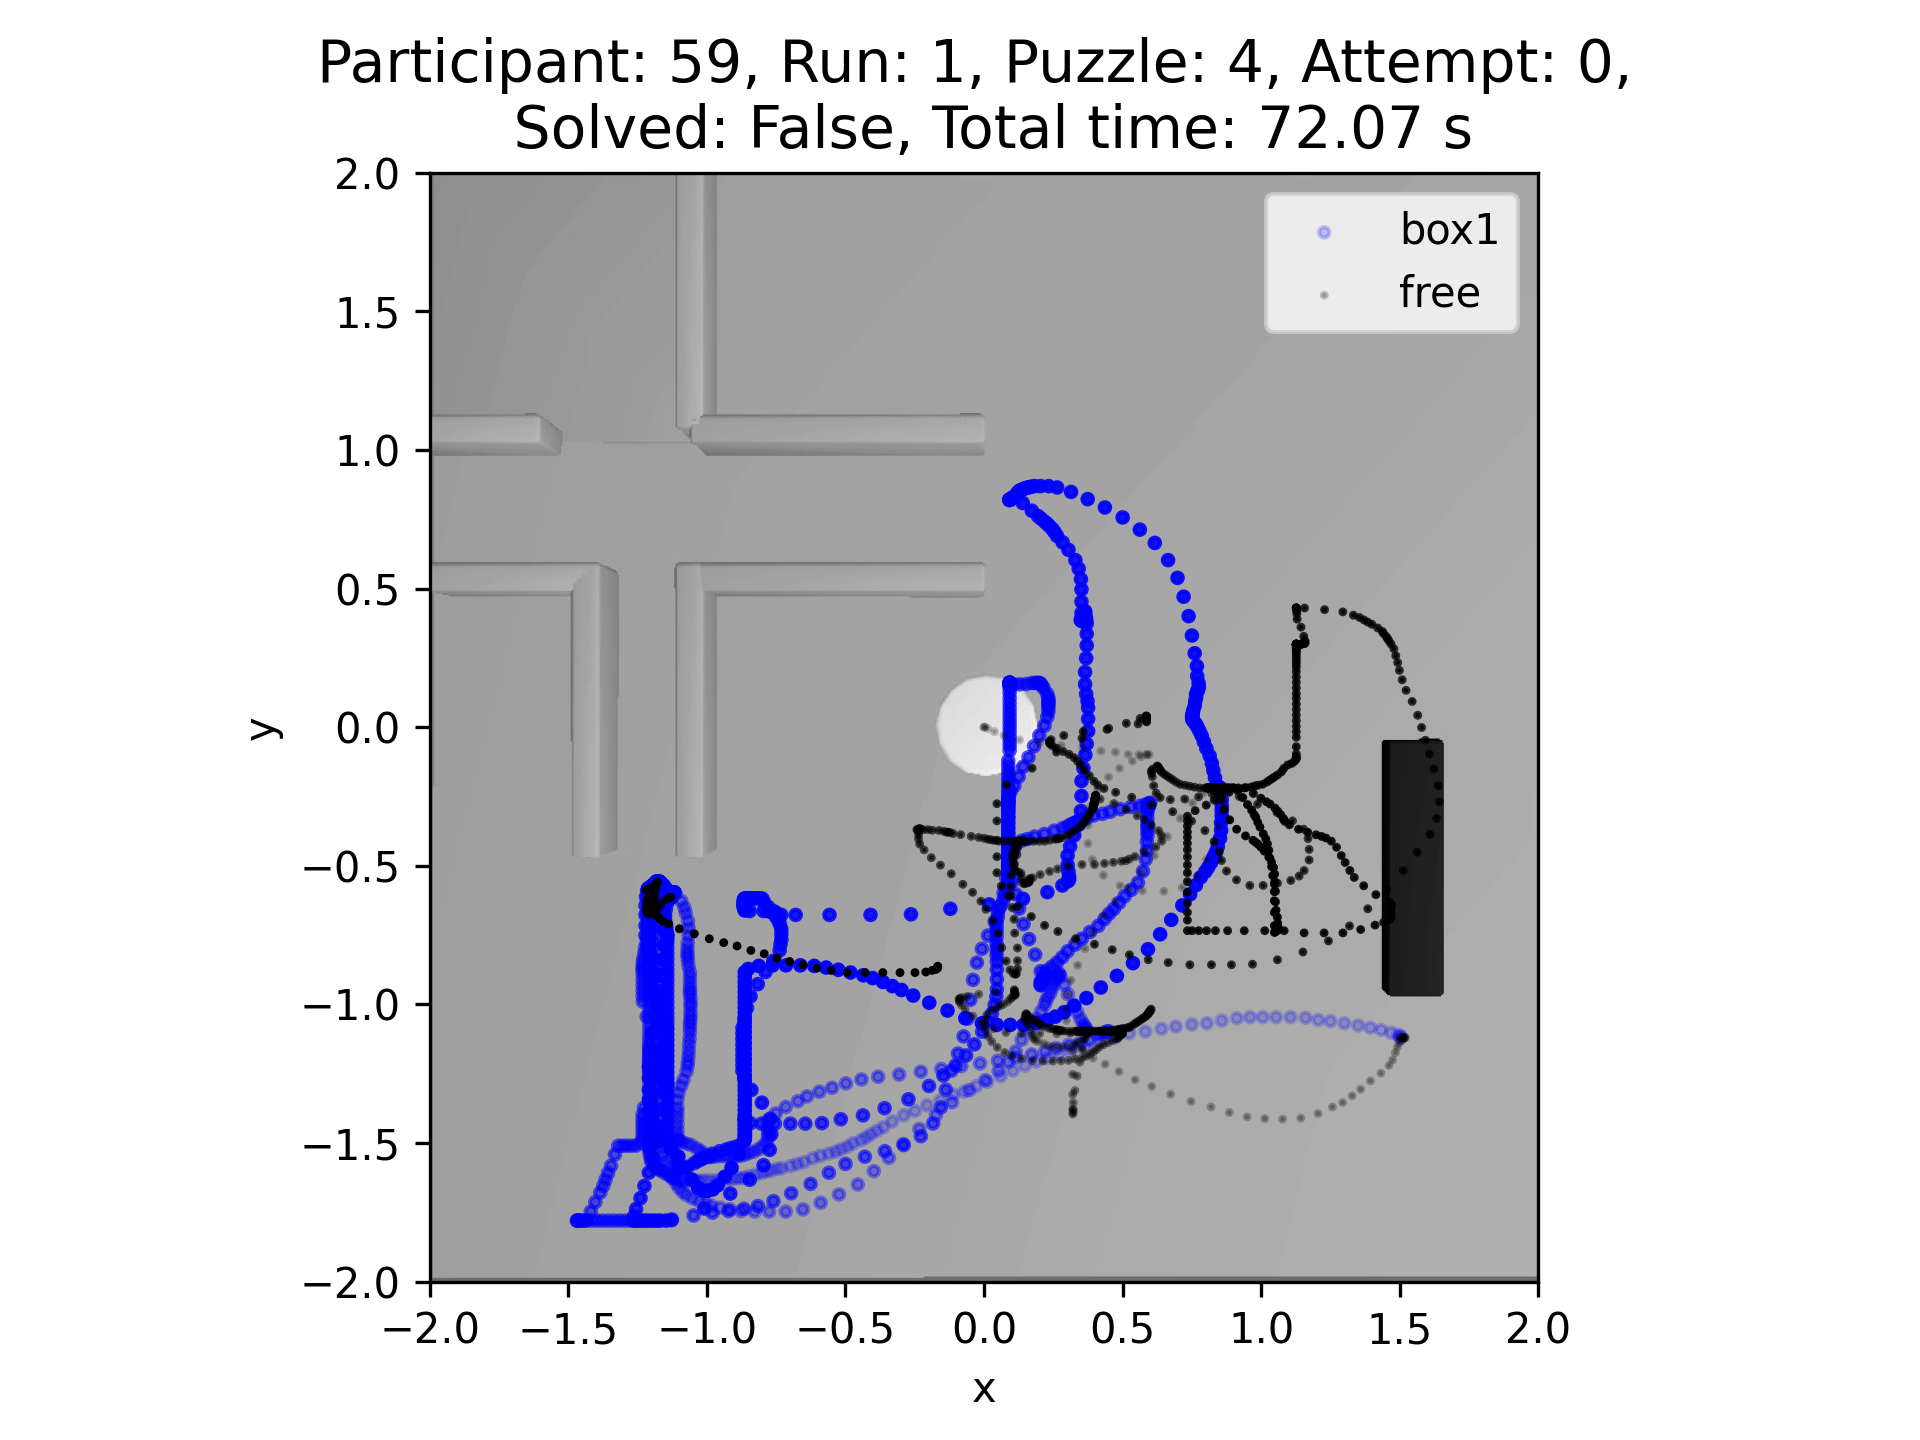 Participant: 59, Run: 1, Puzzle: 4, Attempt: 0,
Solved: False, Total time: 72.07 s
2.0
1.5
1.0
0.5
0.0
−0.5
−1.0
−1.5
−2.0
y
box1
free
−2.0 −1.5 −1.0 −0.5 0.0 0.5 1.0 1.5 2.0
x